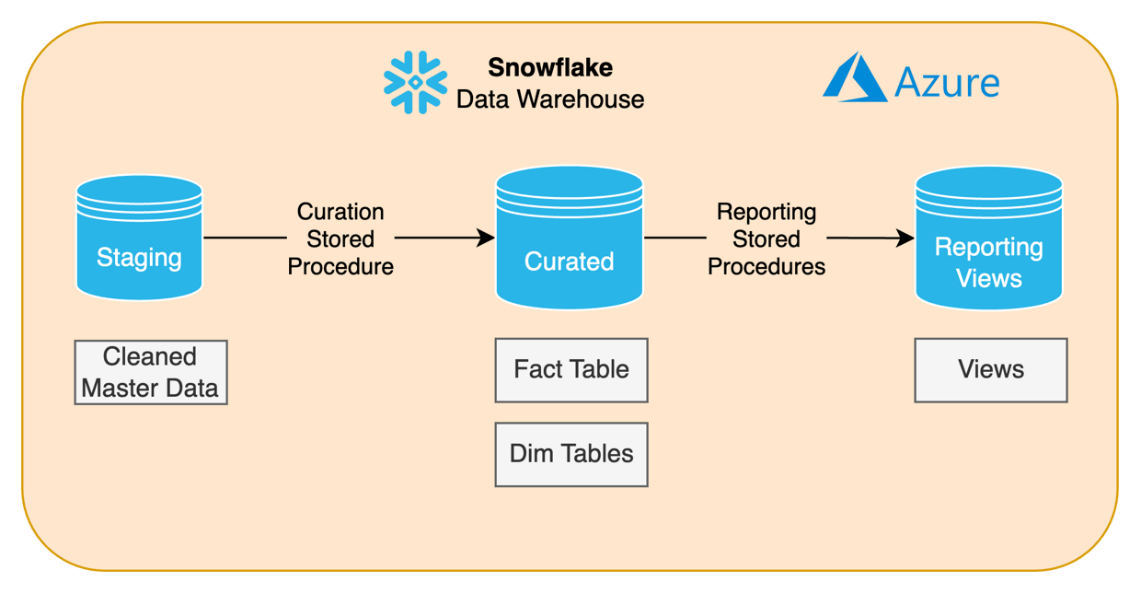 Snowflake
Data Warehouse
Azure
Staging
Curation
Stored
Procedure
Curated
Reporting
Stored
Procedures
Reporting
Views
Cleaned
Master Data
Fact Table
Views
Dim Tables